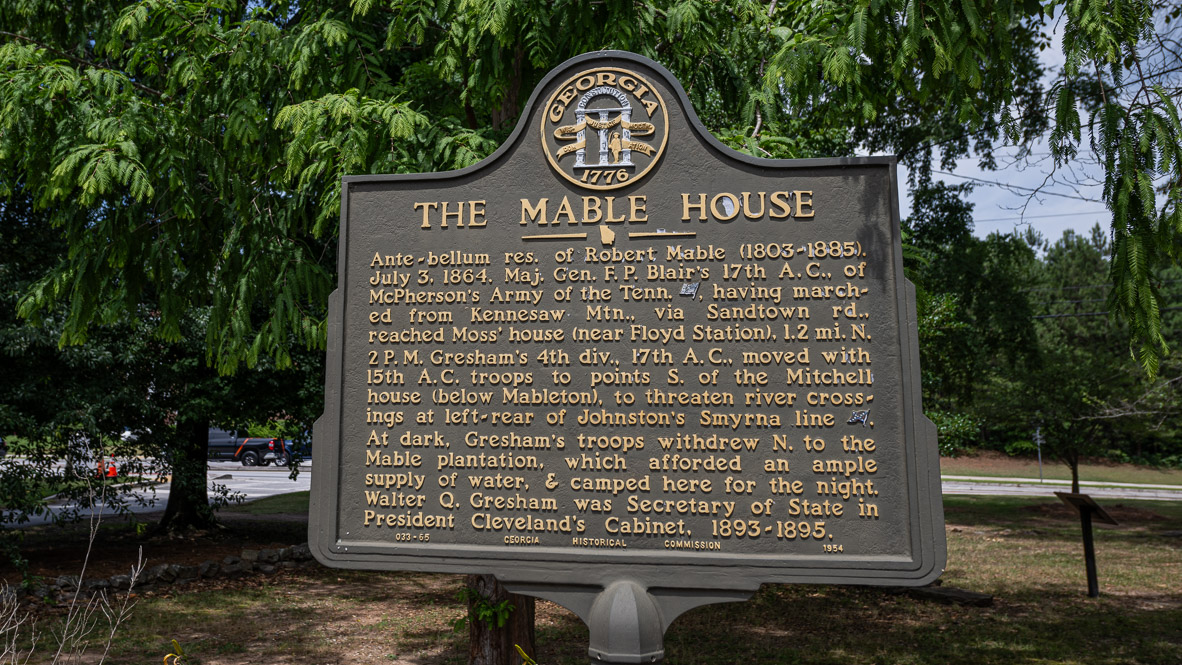 GEORGIA
1776
THE MABLE HOUSE
Ante-bellum res. of Robert Mable (1803-1885).
July 3, 1864, Maj. Gen. F. P. Blair's 17th A. C., of
McPherson's Army of the Tenn. , having march-
ed from Kennesaw Mtn., via Sandtown rd.,
reached Moss' house (near Floyd Station), 1.2 mi. N.
2 P. M. Gresham's 4th div., 17th A. C., moved with
15th A. C. troops to points S. of the Mitchell
house (below Mableton), to threaten river cross-
ings at left-rear of Johnston's Smyrna line .
At dark, Gresham's troops withdrew N. to the
Mable plantation, which afforded an ample
supply of water, & camped here for the night.
Walter Q. Gresham was Secretary of State in
President Cleveland's Cabinet, 1893-1895.
033-65 GEORGIA HISTORICAL COMMISSION 1954